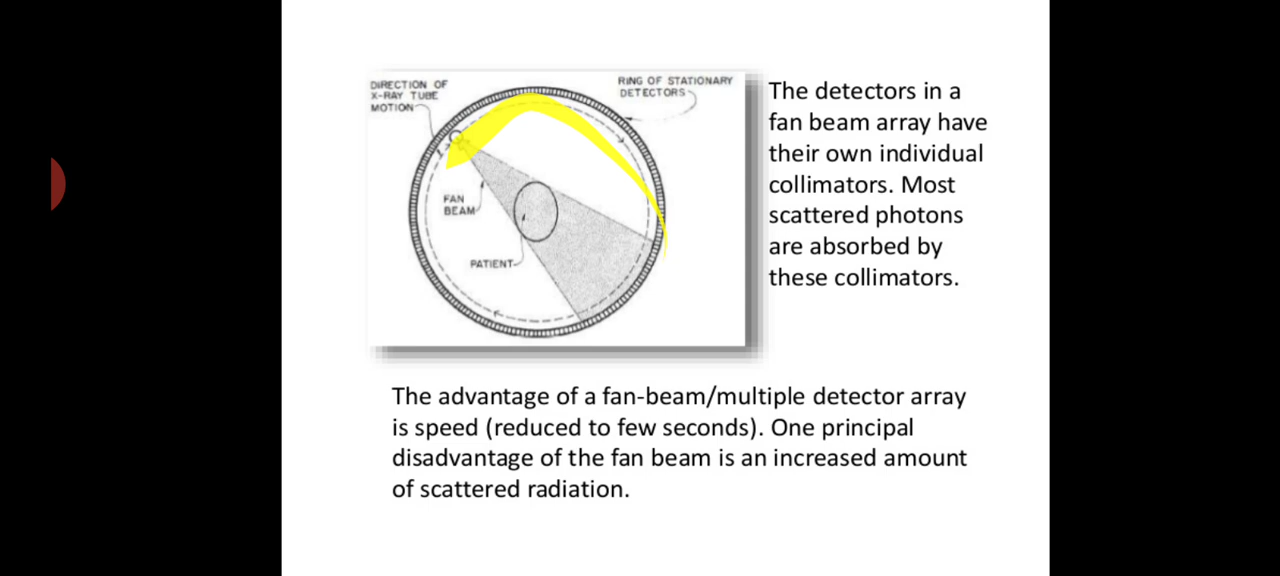 DIRECTION OF
X-RAY TUBE
MOTION
RING OF STATIONARY
DETECTORS
FAN
BEAM
PATIENT
The detectors in a
fan beam array have
their own individual
collimators. Most
scattered photons
are absorbed by
these collimators.
The advantage of a fan-beam/multiple detector array
is speed (reduced to few seconds). One principal
disadvantage of the fan beam is an increased amount
of scattered radiation.